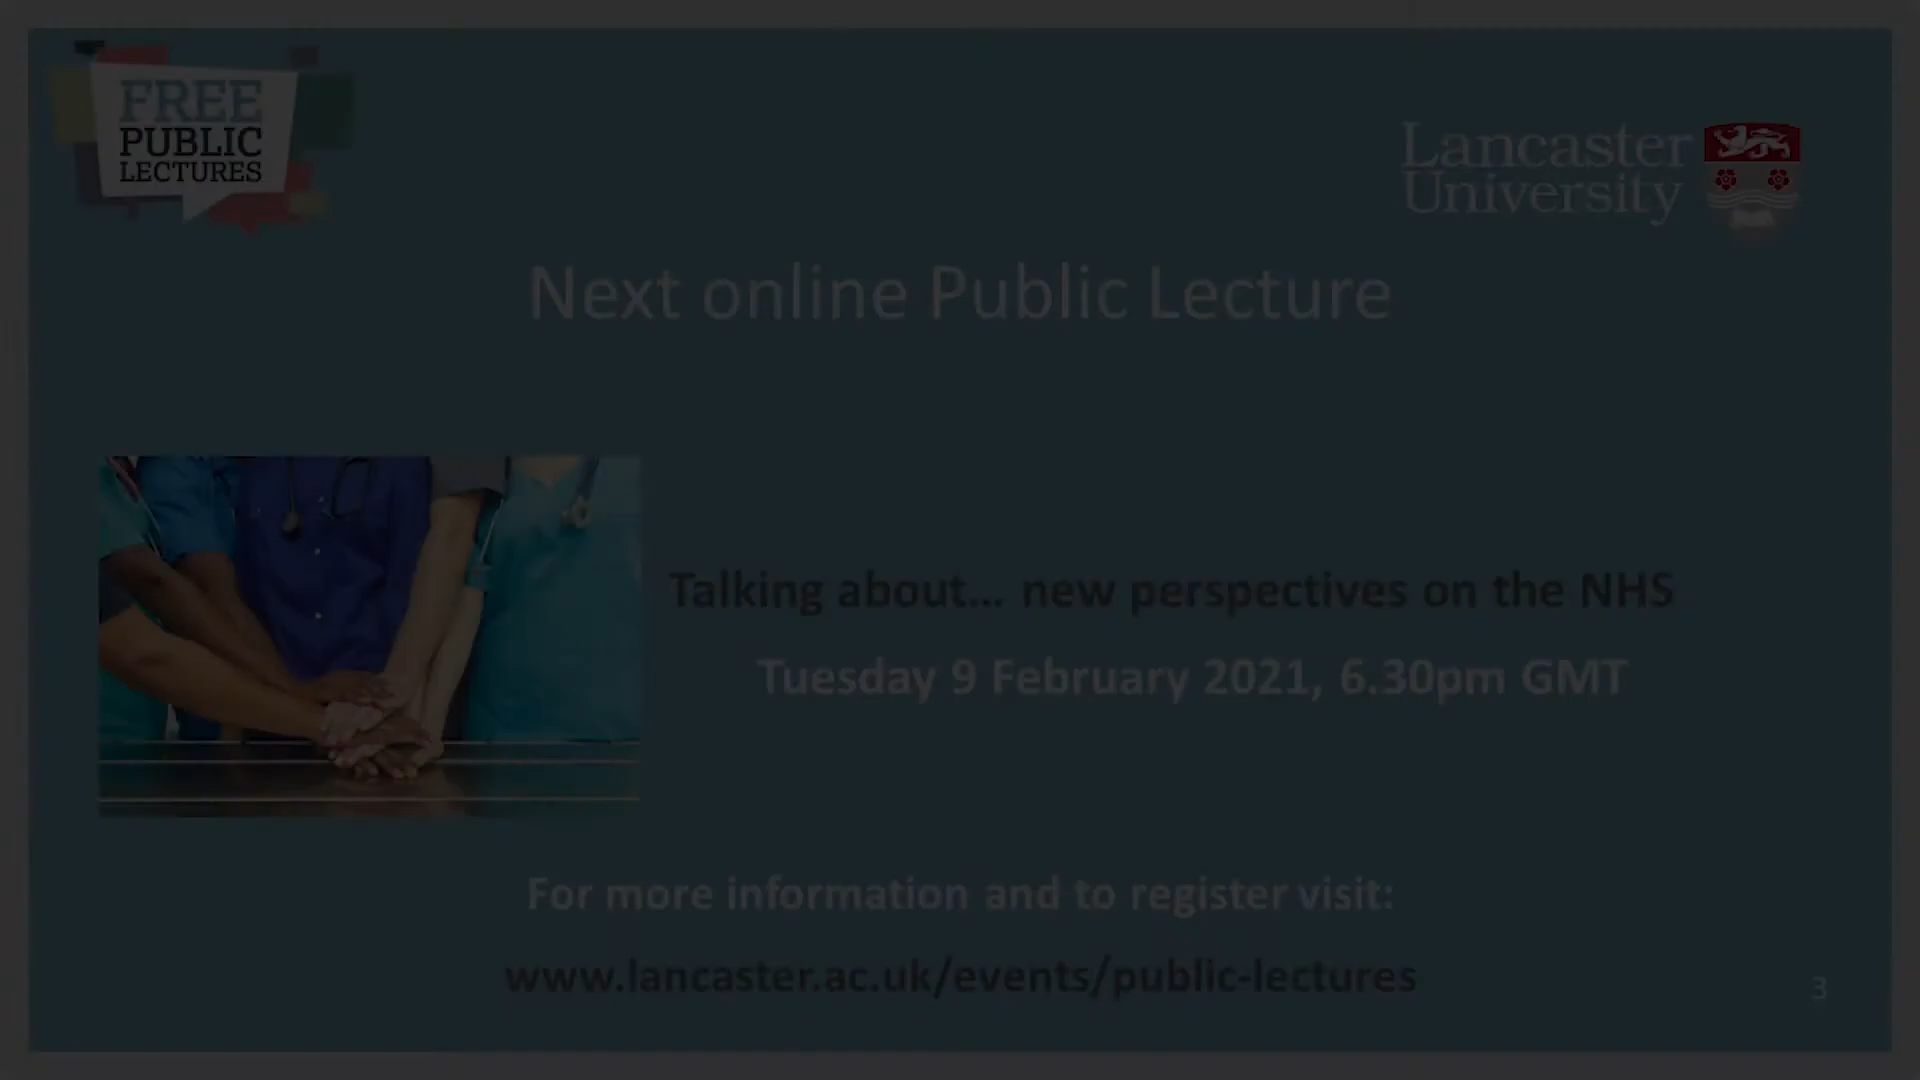 FREE
PUBLIC
LECTURES
Lancaster
University
Next online Public Lecture
Talking about... new perspectives on the NHS
Tuesday 9 February 2021, 6.30pm GMT
For more information and to register visit:
www.lancaster.ac.uk/events/public-lectures
3